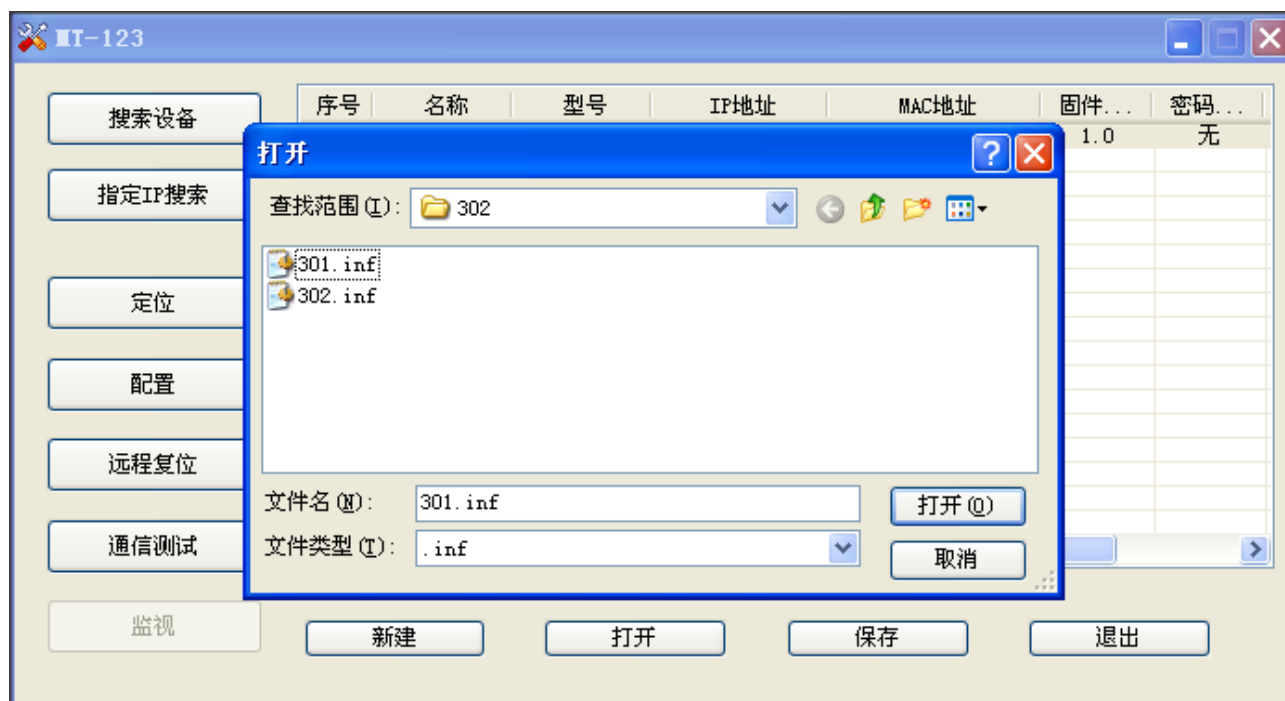 MT-123
搜索设备
指定IP搜索
定位
配置
远程复位
通信测试
监视
序号 名称 型号 IP地址 MAC地址 固件... 密码...
1.0 无
打开
查找范围(I): 302
301.inf
302.inf
文件名(N): 301.inf 打开(O)
文件类型(T): .inf 取消
新建 打开 保存 退出